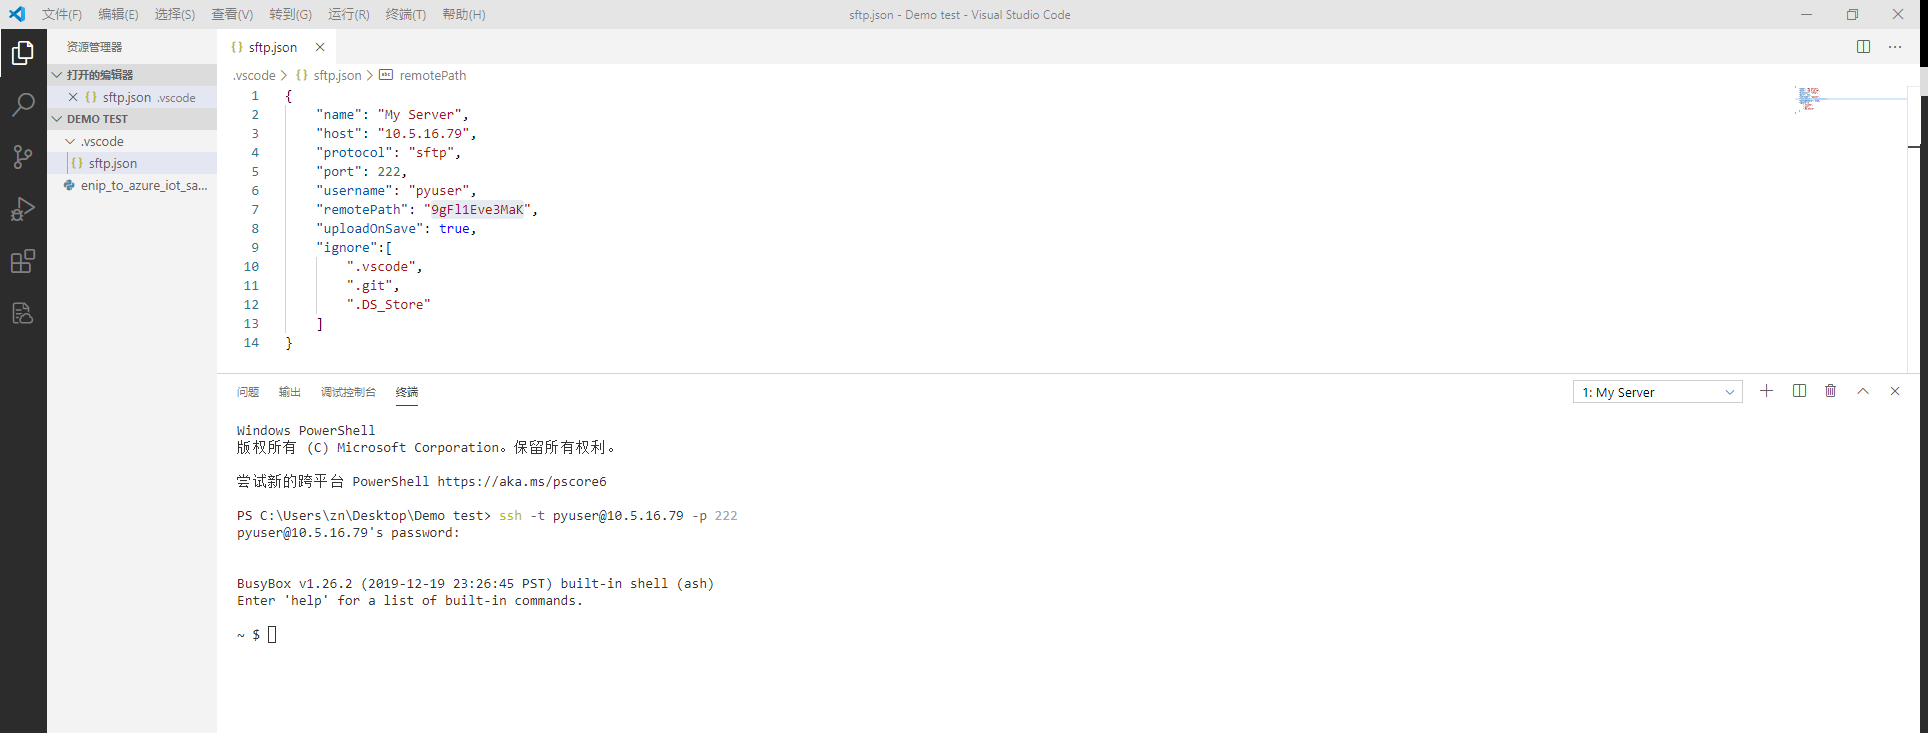 文件(F) 编辑(E) 选择(S) 查看(V) 转到(G) 运行(R) 终端(T) 帮助(H) sftp.json - Demo test - Visual Studio Code
资源管理器
打开的编辑器
sftp.json .vscode
DEMO TEST
.vscode
{} sftp.json
enip_to_azure_iot_sa...
{} sftp.json
.vscode > {} sftp.json > remotePath
1 {
2 "name": "My Server",
3 "host": "10.5.16.79",
4 "protocol": "sftp",
5 "port": 222,
6 "username": "pyuser",
7 "remotePath": "9gFl1Eve3MaK",
8 "uploadOnSave": true,
9 "ignore":[
10 ".vscode",
11 ".git",
12 ".DS_Store"
13 ]
14 }
问题 输出 调试控制台 终端 1: My Server
Windows PowerShell
版权所有 (C) Microsoft Corporation。保留所有权利。
尝试新的跨平台 PowerShell https://aka.ms/pscore6
PS C:\Users\zn\Desktop\Demo test> ssh -t pyuser@10.5.16.79 -p 222
pyuser@10.5.16.79's password:
BusyBox v1.26.2 (2019-12-19 23:26:45 PST) built-in shell (ash)
Enter 'help' for a list of built-in commands.
~ $